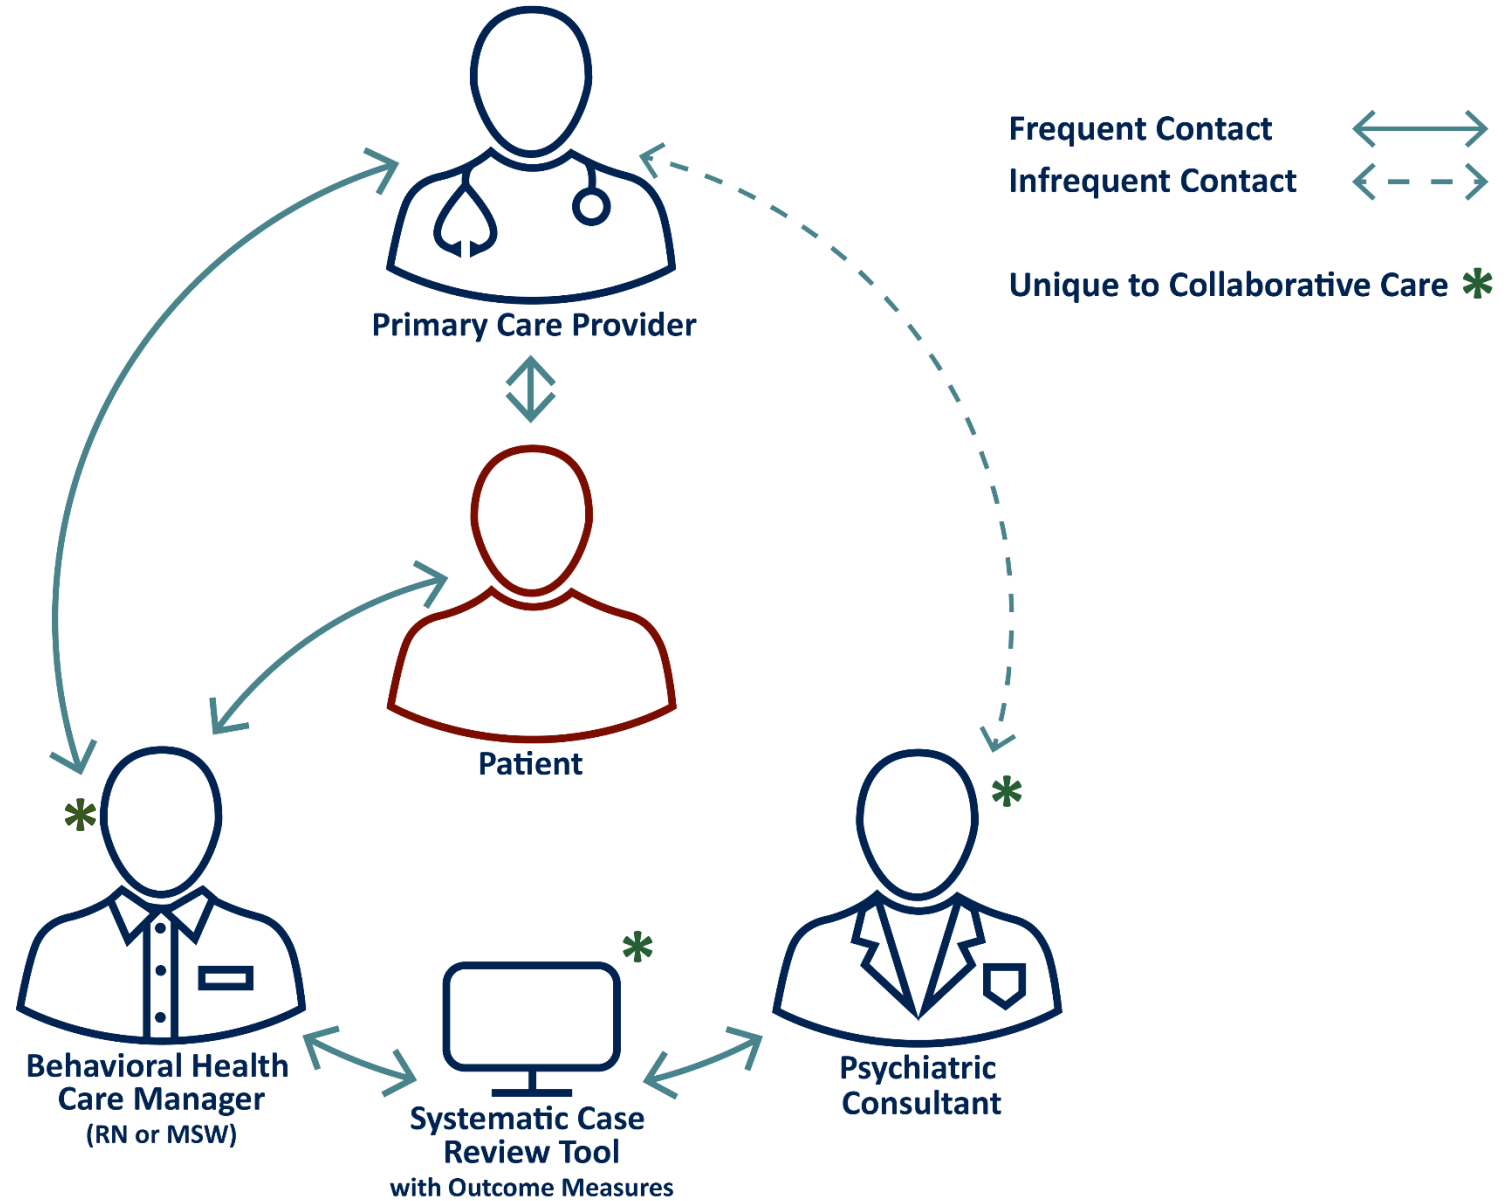 Frequent Contact
Infrequent Contact
Unique to Collaborative Care *
Primary Care Provider
Patient
*
*
*
Behavioral Health
Care Manager
(RN or MSW)
Systematic Case
Review Tool
with Outcome Measures
Psychiatric
Consultant